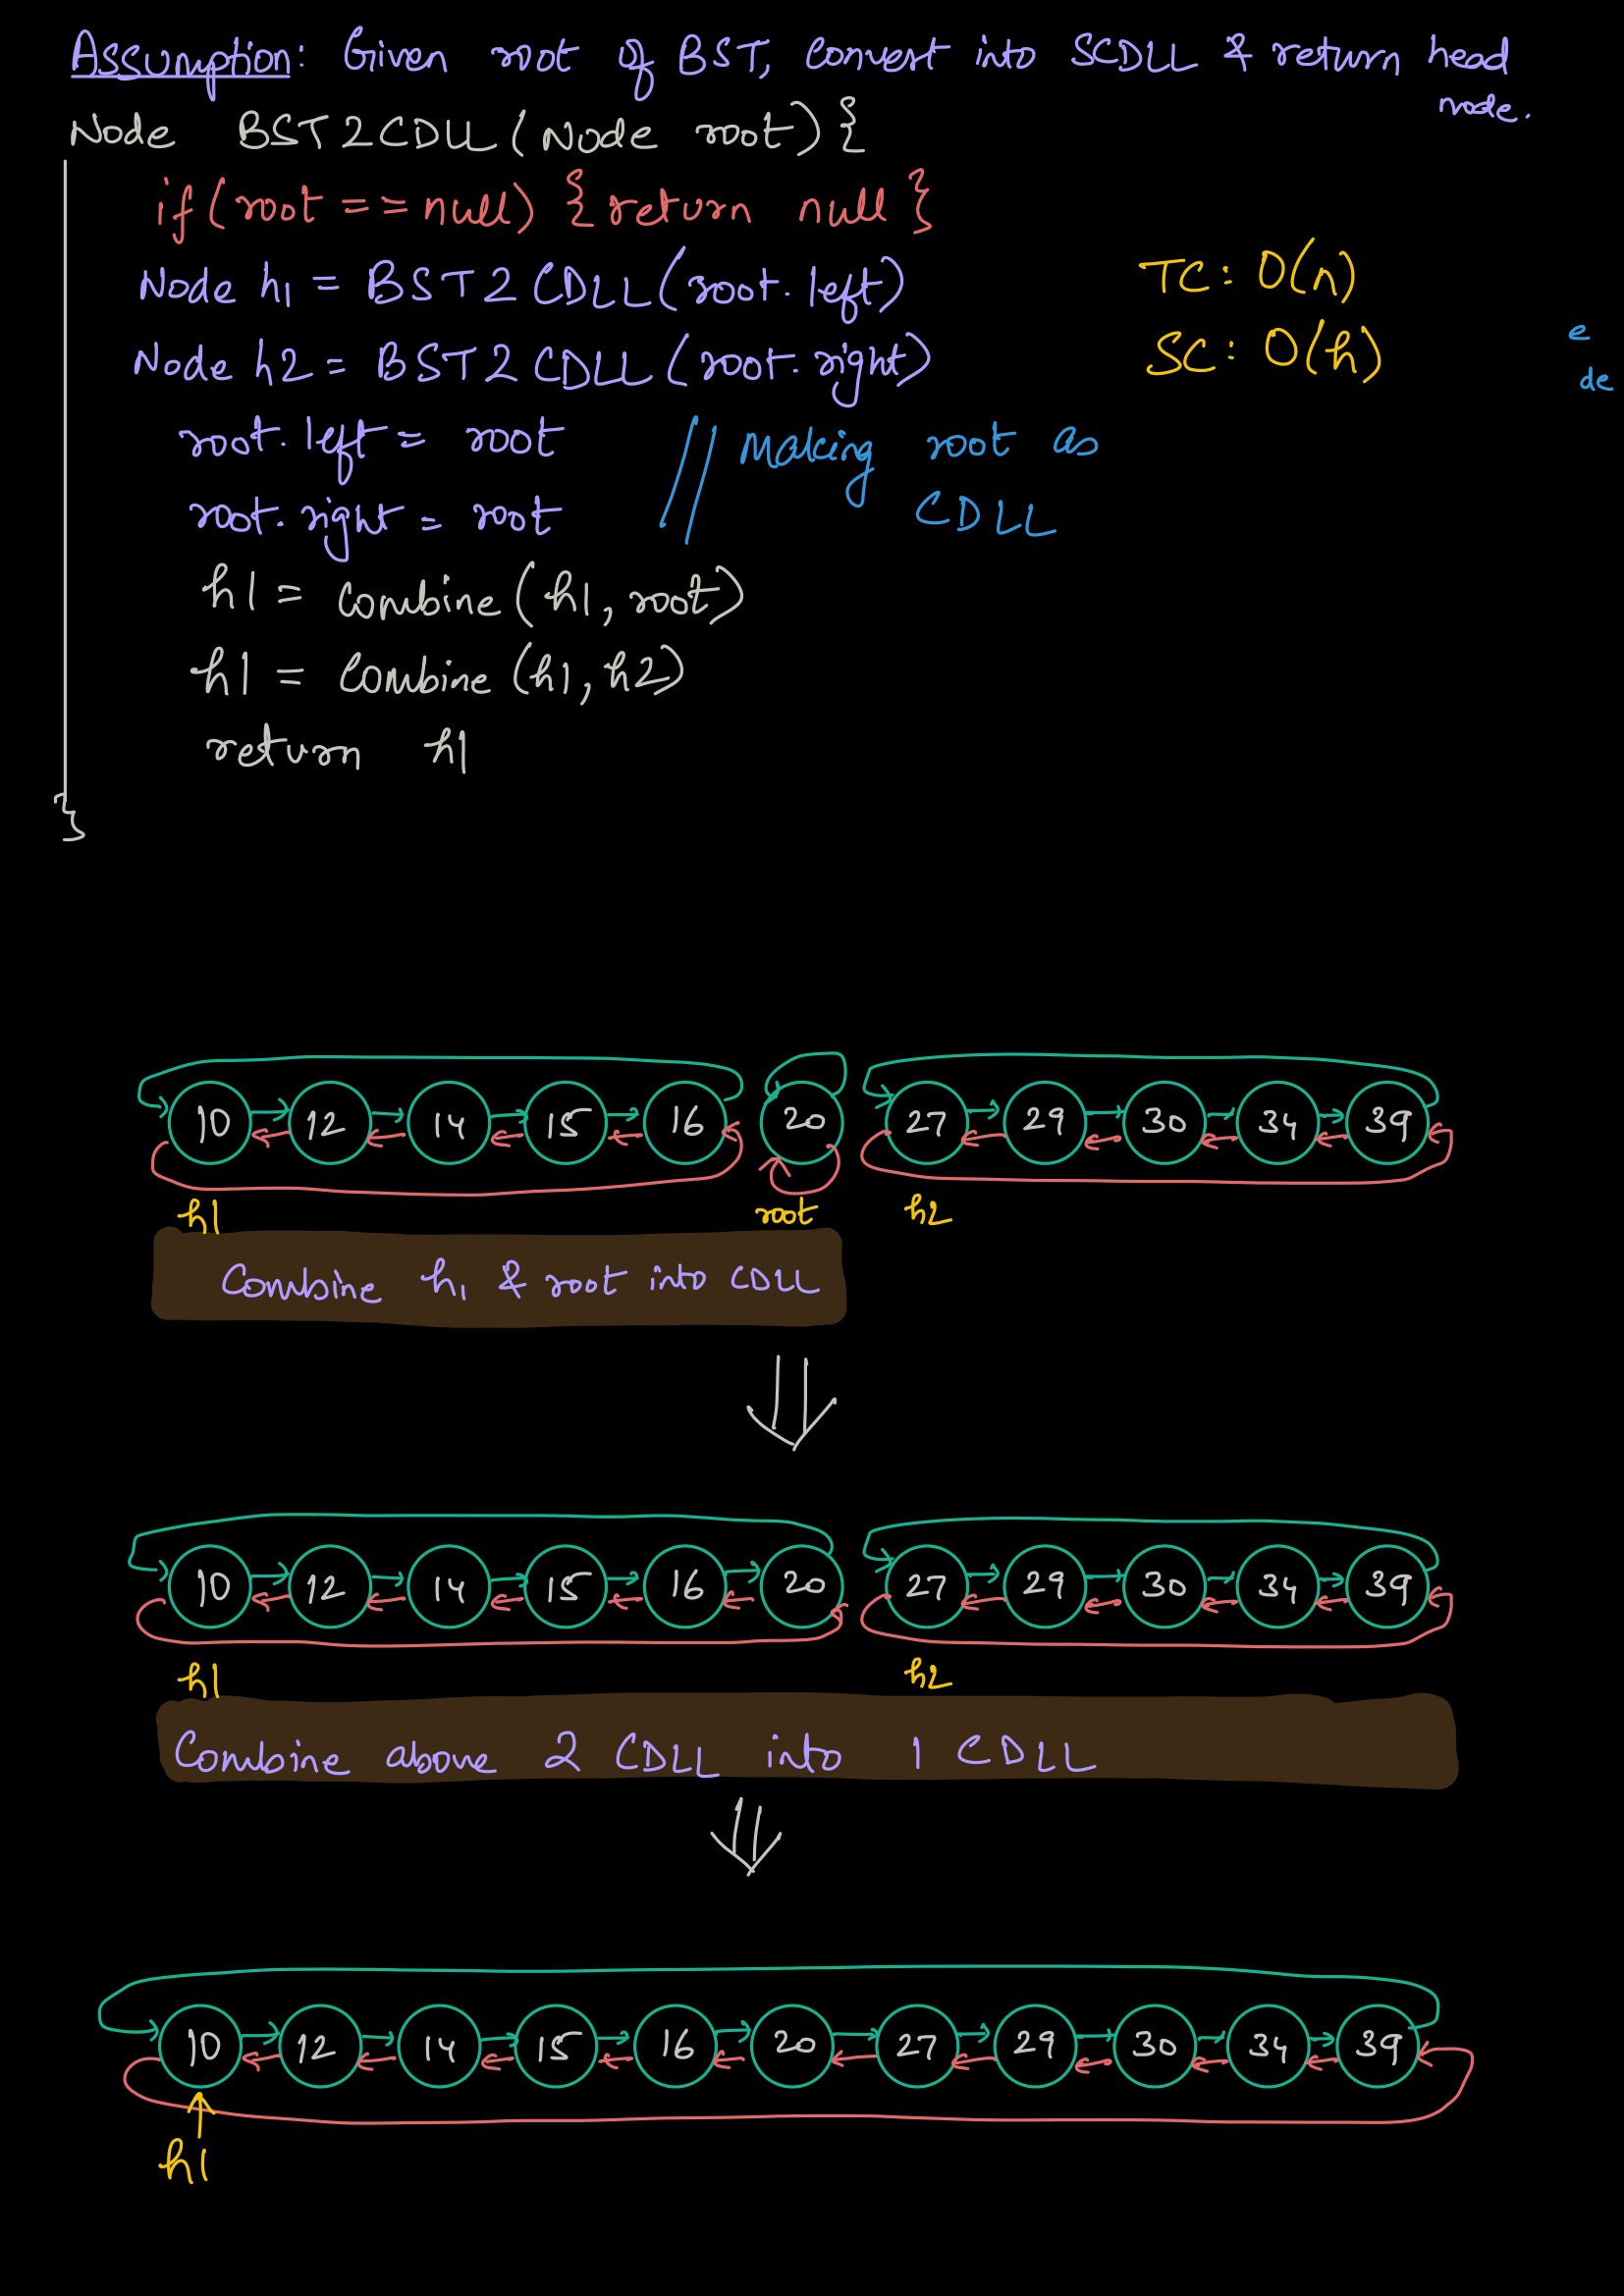 Assumption: Given root of BST, Convert into SCDLL & return head
node.
Node BST2CDLL(Node root){
if(root==null) {return null}
Node h1 = BST2CDLL(root.left)
TC: O(n)
Node h2 = BST2CDLL(root.right)
SC: O(h)
e
de
root.left = root // Making root as
root.right = root CDLL
h1 = Combine(h1, root)
h1 = Combine(h1, h2)
return h1
}
10 12 14 15 16 20 27 29 30 34 39
h1 root h2
Combine h1 & root into CDLL
10 12 14 15 16 20 27 29 30 34 39
h1 h2
Combine above 2 CDLL into 1 CDLL
10 12 14 15 16 20 27 29 30 34 39
h1